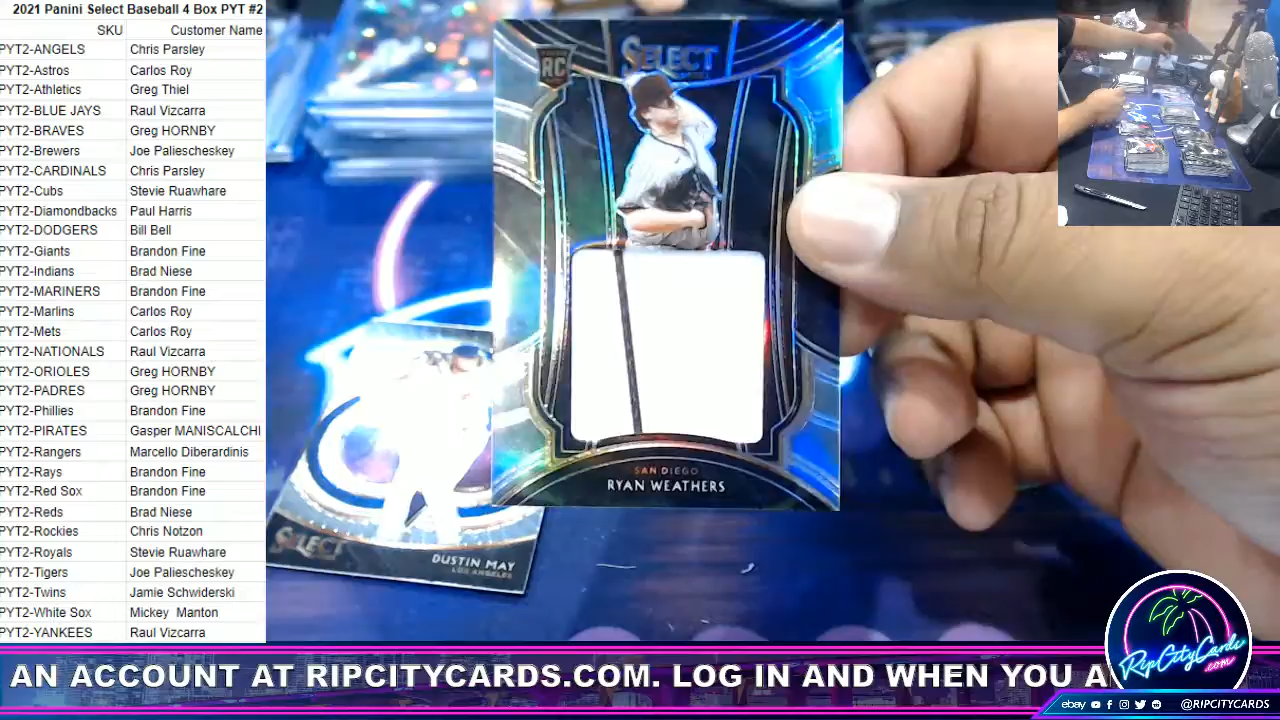 2021 Panini Select Baseball 4 Box PYT #2
SKU Customer Name
PYT2-ANGELS Chris Parsley
PYT2-Astros Carlos Roy
PYT2-Athletics Greg Thiel
PYT2-BLUE JAYS Raul Vizcarra
PYT2-BRAVES Greg HORNBY
PYT2-Brewers Joe Paliescheskey
PYT2-CARDINALS Chris Parsley
PYT2-Cubs Stevie Ruawhare
PYT2-Diamondbacks Paul Harris
PYT2-DODGERS Bill Bell
PYT2-Giants Brandon Fine
PYT2-Indians Brad Niese
PYT2-MARINERS Brandon Fine
PYT2-Marlins Carlos Roy
PYT2-Mets Carlos Roy
PYT2-NATIONALS Raul Vizcarra
PYT2-ORIOLES Greg HORNBY
PYT2-PADRES Greg HORNBY
PYT2-Phillies Brandon Fine
PYT2-PIRATES Gasper MANISCALCHI
PYT2-Rangers Marcello Diberardinis
PYT2-Rays Brandon Fine
PYT2-Red Sox Brandon Fine
PYT2-Reds Brad Niese
PYT2-Rockies Chris Notzon
PYT2-Royals Stevie Ruawhare
PYT2-Tigers Joe Paliescheskey
PYT2-Twins Jamie Schwiderski
PYT2-White Sox Mickey Manton
PYT2-YANKEES Raul Vizcarra
RC
SELECT
SAN DIEGO
RYAN WEATHERS
SELECT
DUSTIN MAY
LOS ANGELES
AN ACCOUNT AT RIPCITYCARDS.COM. LOG IN AND WHEN YOU A
RipCityCards
.com
ebay @RIPCITYCARDS